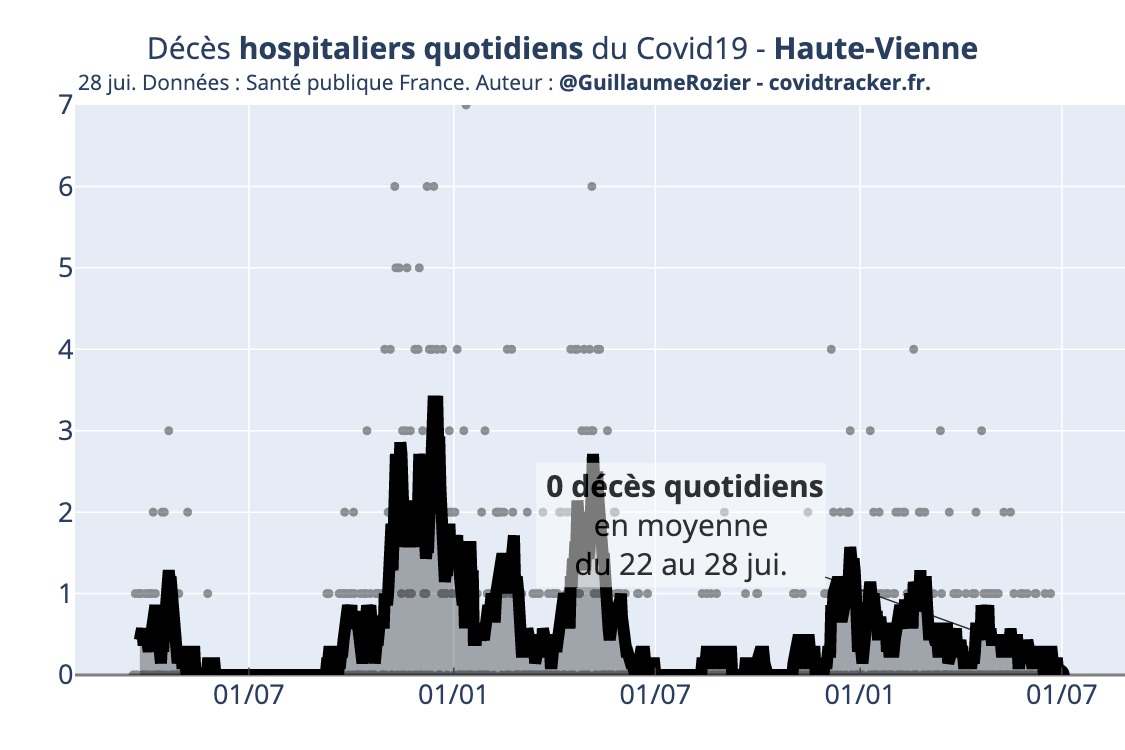 Décès hospitaliers quotidiens du Covid19 - Haute-Vienne
28 jui. Données : Santé publique France. Auteur : @GuillaumeRozier - covidtracker.fr.
7
6
5
4
3
2
1
0
0 décès quotidiens
en moyenne
du 22 au 28 jui.
01/07 01/01 01/07 01/01 01/07